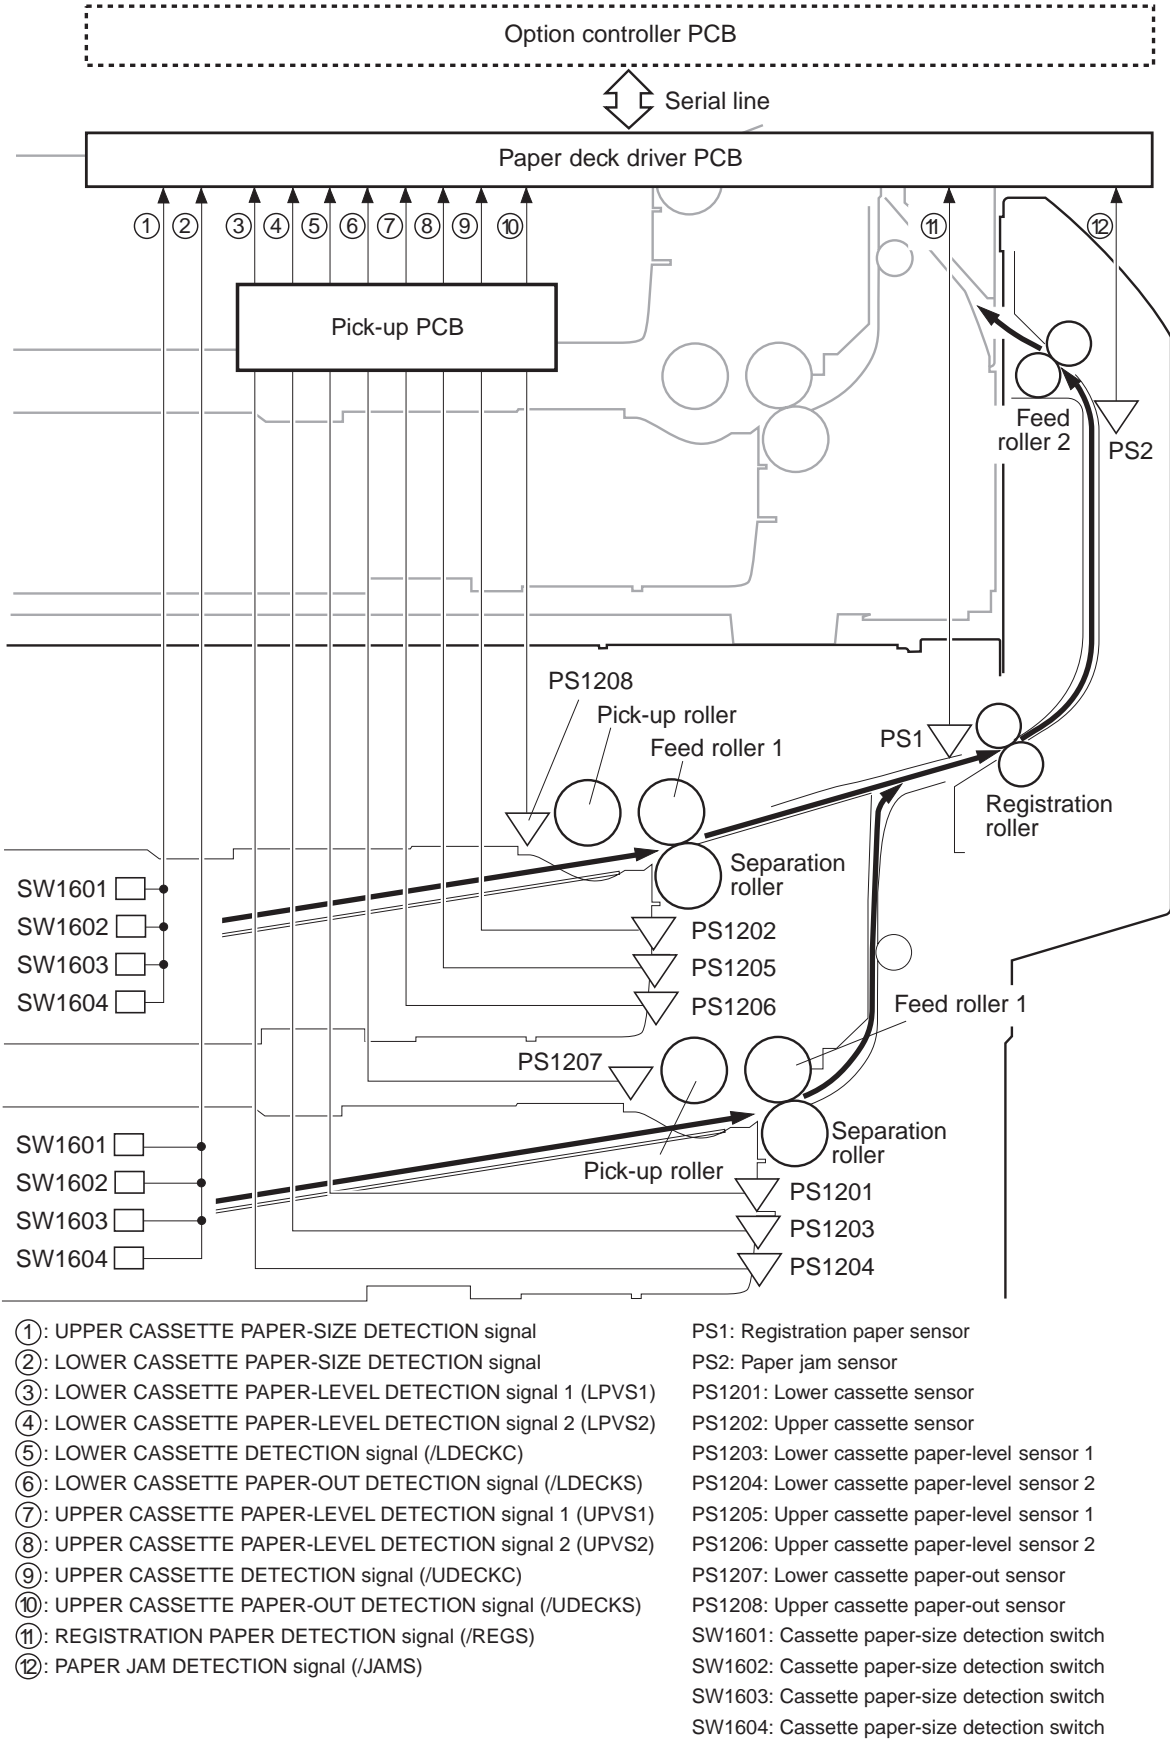 Option controller PCB
Serial line
Paper deck driver PCB
① ② ③ ④ ⑤ ⑥ ⑦ ⑧ ⑨ ⑩ ⑪ ⑫
Pick-up PCB
Feed
roller 2
PS2
PS1208
Pick-up roller
Feed roller 1
PS1
Registration
roller
Separation
roller
SW1601
SW1602
SW1603
SW1604
PS1202
PS1205
PS1206
Feed roller 1
PS1207
Separation
roller
Pick-up roller
SW1601
SW1602
SW1603
SW1604
PS1201
PS1203
PS1204
①: UPPER CASSETTE PAPER-SIZE DETECTION signal
②: LOWER CASSETTE PAPER-SIZE DETECTION signal
③: LOWER CASSETTE PAPER-LEVEL DETECTION signal 1 (LPVS1)
④: LOWER CASSETTE PAPER-LEVEL DETECTION signal 2 (LPVS2)
⑤: LOWER CASSETTE DETECTION signal (/LDECKC)
⑥: LOWER CASSETTE PAPER-OUT DETECTION signal (/LDECKS)
⑦: UPPER CASSETTE PAPER-LEVEL DETECTION signal 1 (UPVS1)
⑧: UPPER CASSETTE PAPER-LEVEL DETECTION signal 2 (UPVS2)
⑨: UPPER CASSETTE DETECTION signal (/UDECKC)
⑩: UPPER CASSETTE PAPER-OUT DETECTION signal (/UDECKS)
⑪: REGISTRATION PAPER DETECTION signal (/REGS)
⑫: PAPER JAM DETECTION signal (/JAMS)
PS1: Registration paper sensor
PS2: Paper jam sensor
PS1201: Lower cassette sensor
PS1202: Upper cassette sensor
PS1203: Lower cassette paper-level sensor 1
PS1204: Lower cassette paper-level sensor 2
PS1205: Upper cassette paper-level sensor 1
PS1206: Upper cassette paper-level sensor 2
PS1207: Lower cassette paper-out sensor
PS1208: Upper cassette paper-out sensor
SW1601: Cassette paper-size detection switch
SW1602: Cassette paper-size detection switch
SW1603: Cassette paper-size detection switch
SW1604: Cassette paper-size detection switch